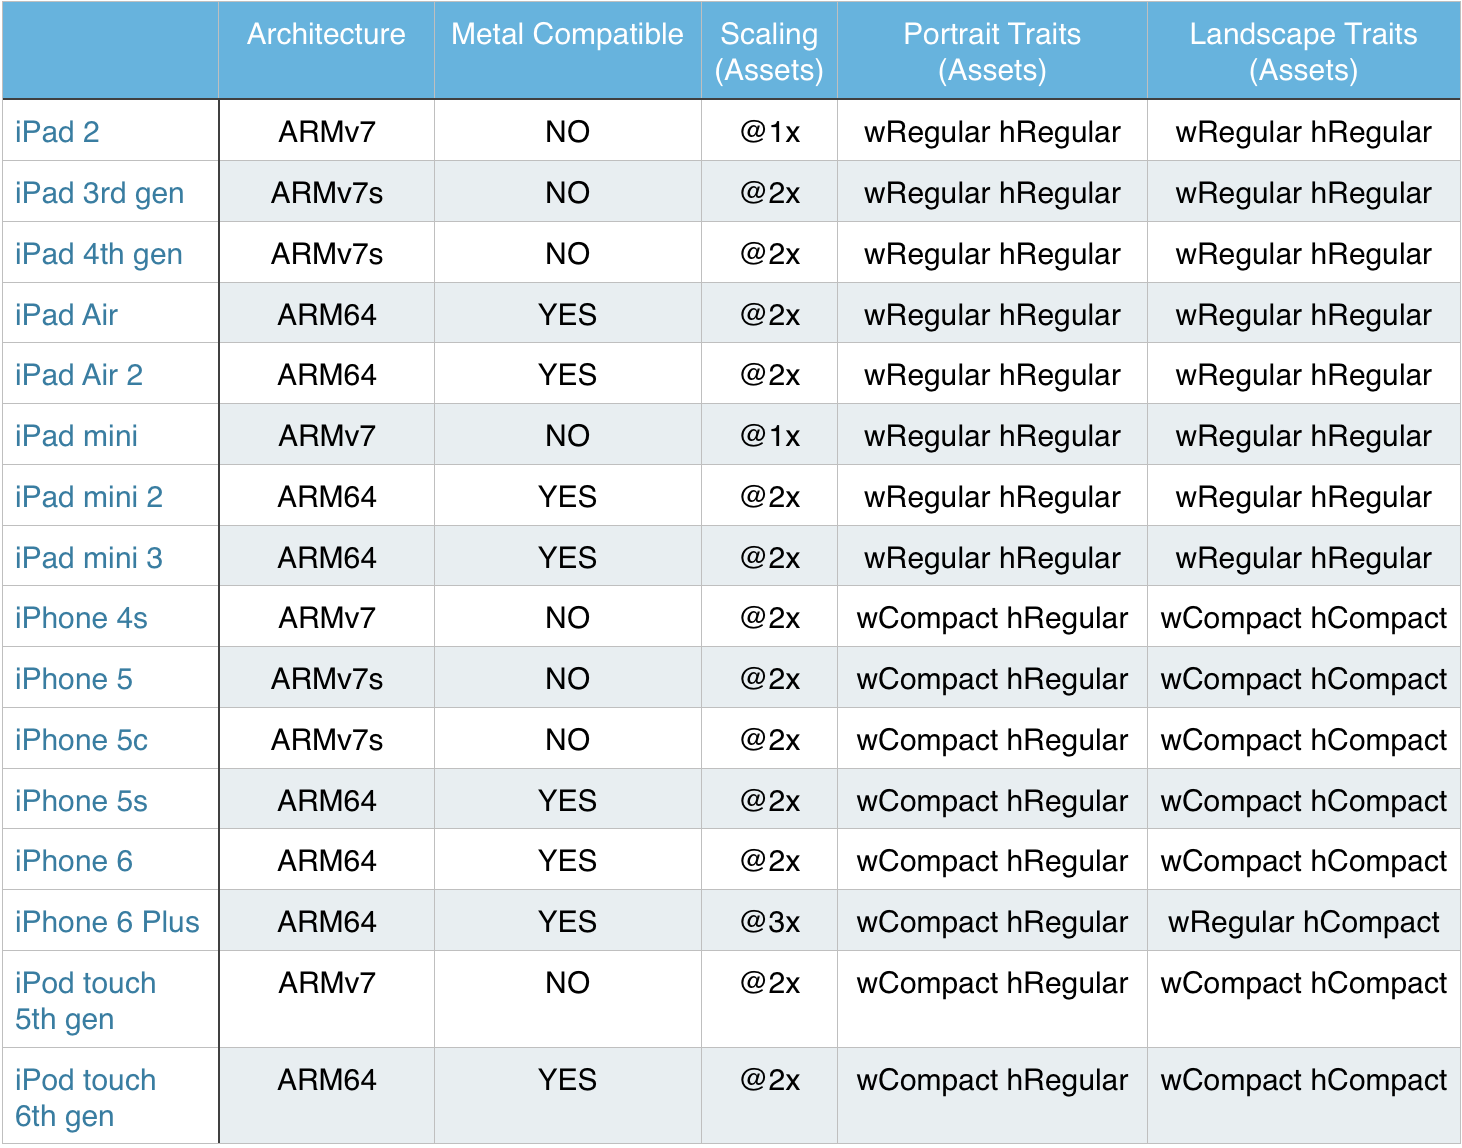 Architecture Metal Compatible Scaling (Assets) Portrait Traits (Assets) Landscape Traits (Assets)
iPad 2 ARMv7 NO @1x wRegular hRegular wRegular hRegular
iPad 3rd gen ARMv7s NO @2x wRegular hRegular wRegular hRegular
iPad 4th gen ARMv7s NO @2x wRegular hRegular wRegular hRegular
iPad Air ARM64 YES @2x wRegular hRegular wRegular hRegular
iPad Air 2 ARM64 YES @2x wRegular hRegular wRegular hRegular
iPad mini ARMv7 NO @1x wRegular hRegular wRegular hRegular
iPad mini 2 ARM64 YES @2x wRegular hRegular wRegular hRegular
iPad mini 3 ARM64 YES @2x wRegular hRegular wRegular hRegular
iPhone 4s ARMv7 NO @2x wCompact hRegular wCompact hCompact
iPhone 5 ARMv7s NO @2x wCompact hRegular wCompact hCompact
iPhone 5c ARMv7s NO @2x wCompact hRegular wCompact hCompact
iPhone 5s ARM64 YES @2x wCompact hRegular wCompact hCompact
iPhone 6 ARM64 YES @2x wCompact hRegular wCompact hCompact
iPhone 6 Plus ARM64 YES @3x wCompact hRegular wRegular hCompact
iPod touch 5th gen ARMv7 NO @2x wCompact hRegular wCompact hCompact
iPod touch 6th gen ARM64 YES @2x wCompact hRegular wCompact hCompact